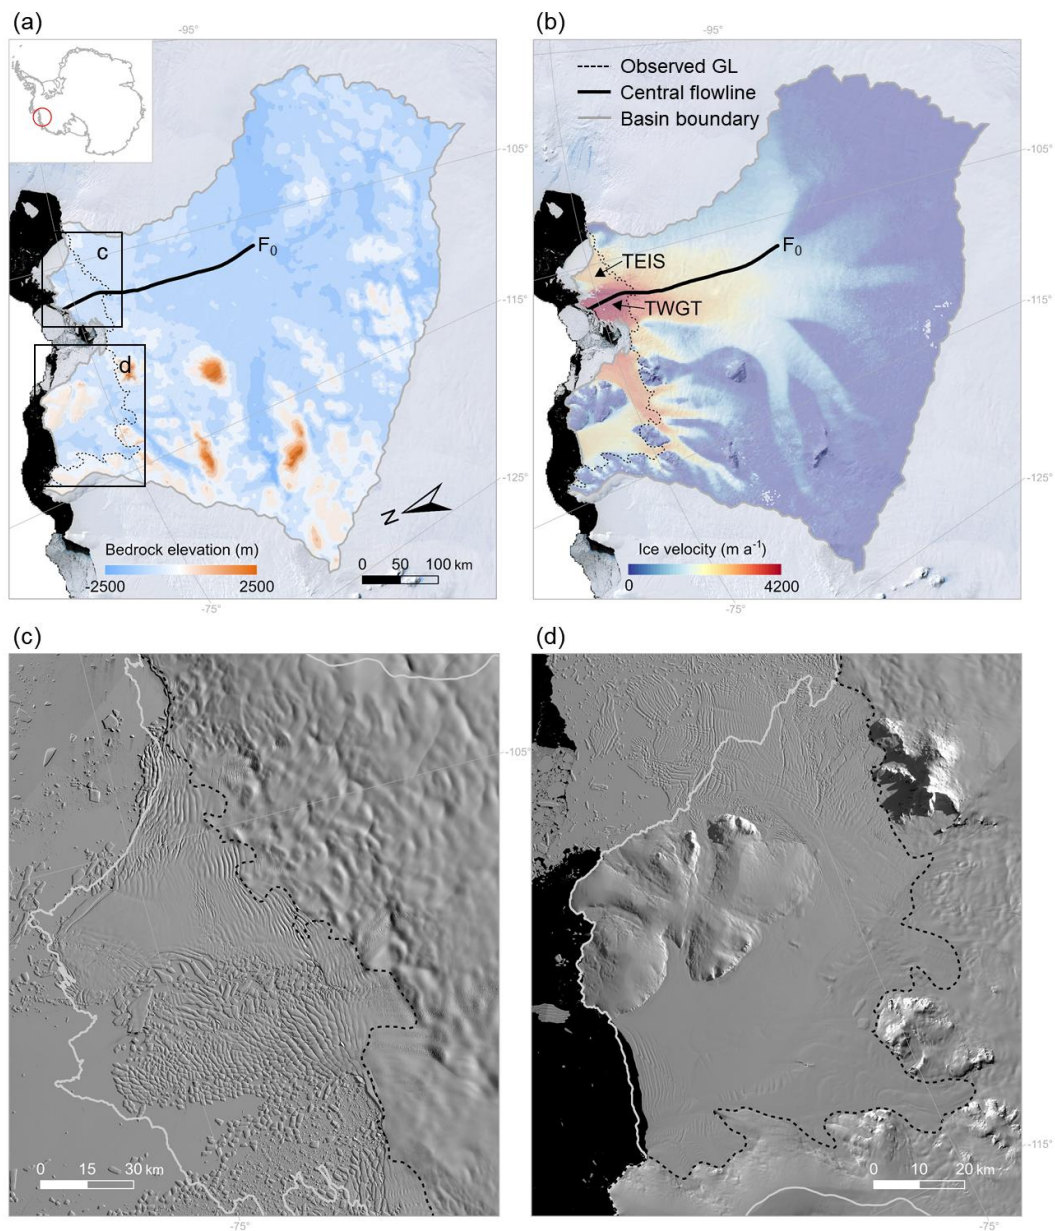 (a)
-95°
-105°
-115°
-125°
-75°
c
d
F0
N
Bedrock elevation (m)
-2500
2500
0 50 100 km
(b)
-95°
Observed GL
Central flowline
Basin boundary
-105°
F0
TEIS
TWGT
-115°
-125°
Ice velocity (m a-1)
0
4200
-75°
(c)
-105°
0 15 30 km
-75°
(d)
-115°
0 10 20 km
-75°